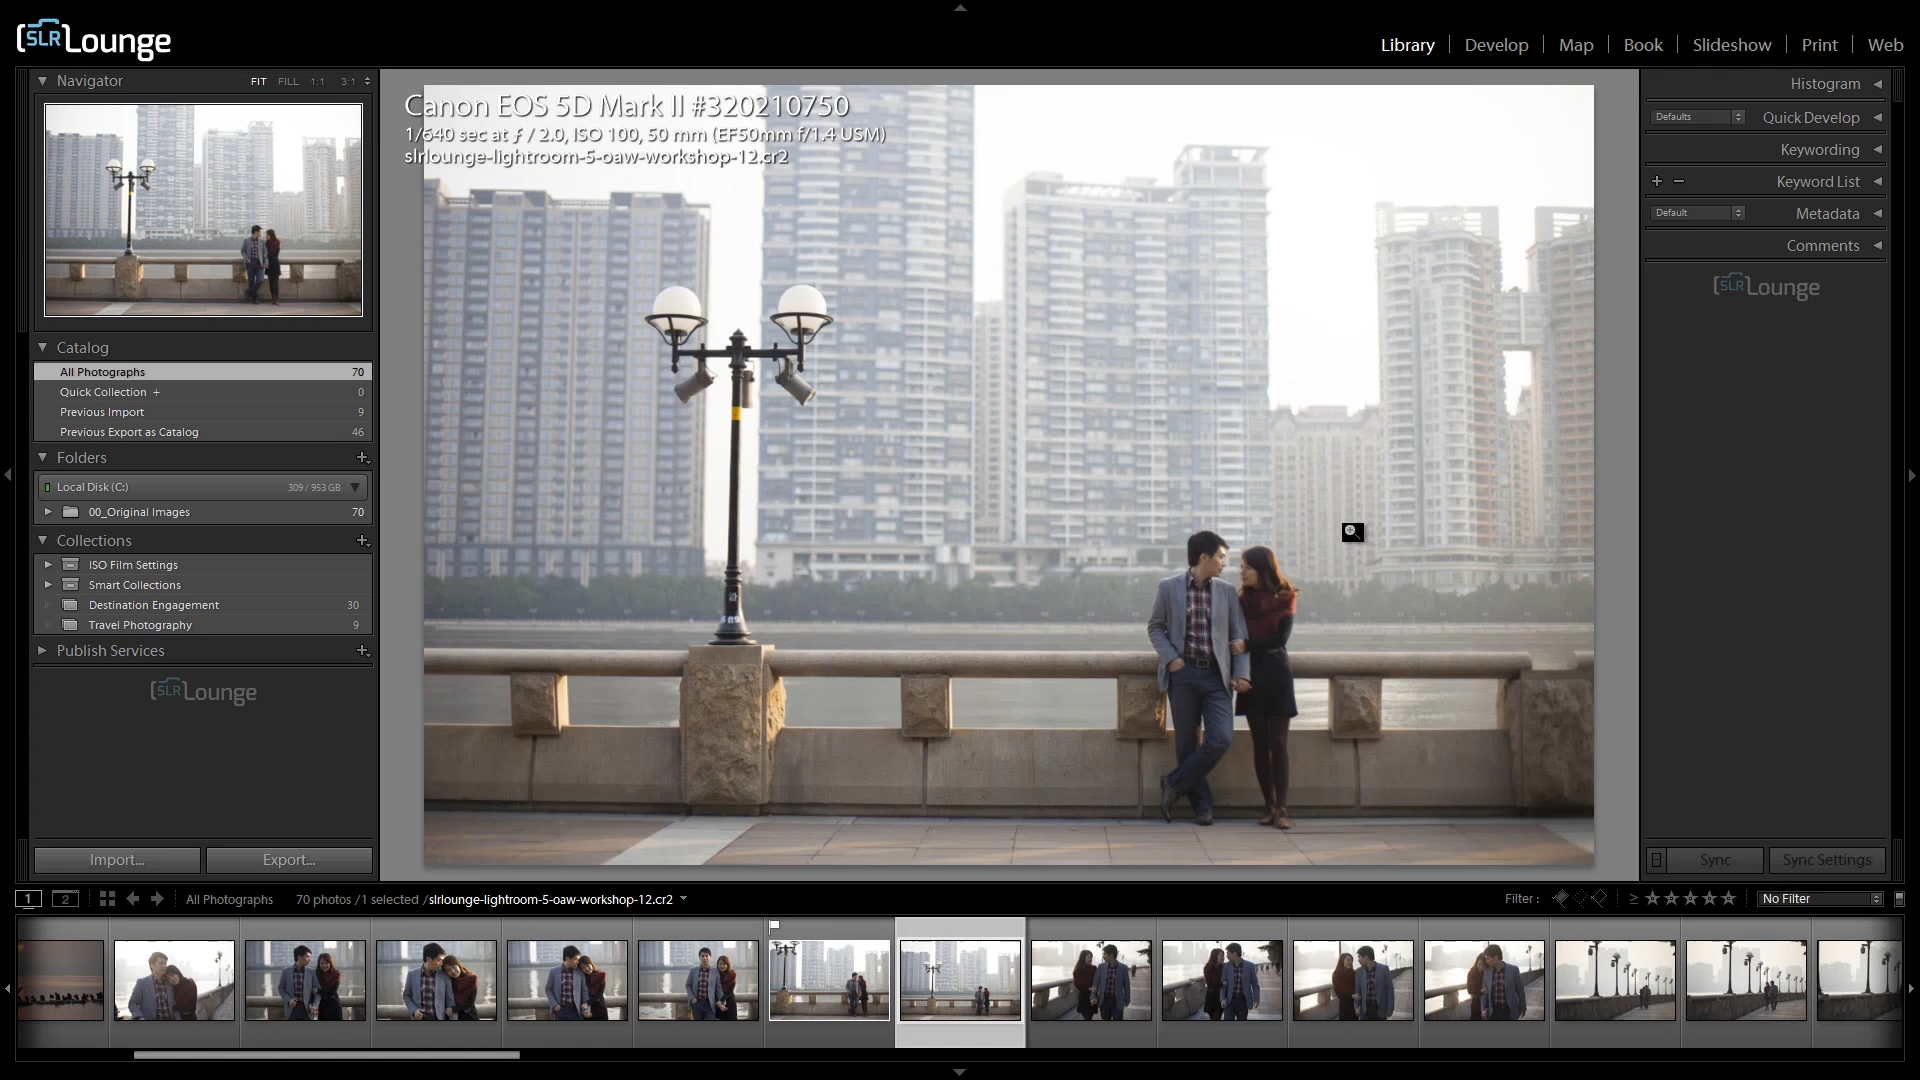 SLR Lounge
Library | Develop | Map | Book | Slideshow | Print | Web
Navigator FIT FILL 1:1 3:1
Canon EOS 5D Mark II #320210750
1/640 sec at ƒ / 2.0, ISO 100, 50 mm (EF50mm f/1.4 USM)
slrlounge-lightroom-5-oaw-workshop-12.cr2
Catalog
All Photographs 70
Quick Collection + 0
Previous Import 9
Previous Export as Catalog 46
Folders
Local Disk (C:) 309 / 953 GB
00_Original Images 70
Collections
ISO Film Settings
Smart Collections
Destination Engagement 30
Travel Photography 9
Publish Services
SLR Lounge
Import... Export...
Histogram
Defaults Quick Develop
Keywording
Keyword List
Default Metadata
Comments
SLR Lounge
Sync Sync Settings
1 2 All Photographs 70 photos /1 selected /slrlounge-lightroom-5-oaw-workshop-12.cr2 Filter : No Filter